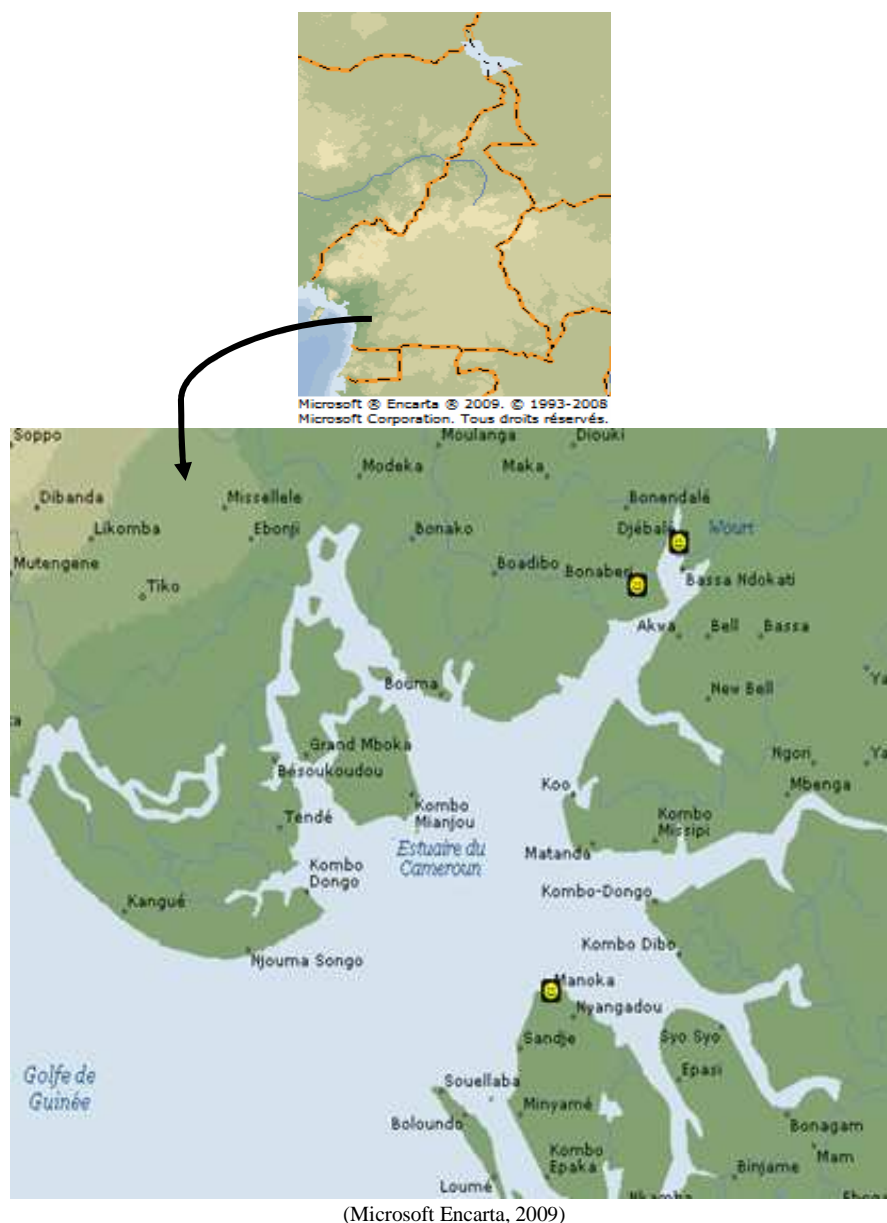 Microsoft ® Encarta ® 2009. © 1993-2008
Microsoft Corporation. Tous droits réservés.
Soppo
Moulanga
Diouki
Modeka
Maka
Dibanda
Missellele
Bonendalé
Likomba
Ebonji
Bonako
Djébalé
Wouri
Mutengene
Boadibo
Bonaberi
Bassa Ndokati
Tiko
Akwa
Bell
Bassa
Bouma
New Bell
Grand Mboka
Ngori
Bésoukoudou
Koo
Mbenga
Kombo
Mianjou
Tendé
Kombo
Missipi
Estuaire du
Cameroun
Matanda
Kombo
Dongo
Kangué
Kombo-Dongo
Njouma Songo
Kombo Dibo
Manoka
Nyangadou
Sandje
Syo Syo
Golfe de
Guinée
Souellaba
Epasi
Boloundo
Minyamé
Bonagam
Kombo
Epaka
Mam
Loumé
Binjame
(Microsoft Encarta, 2009)